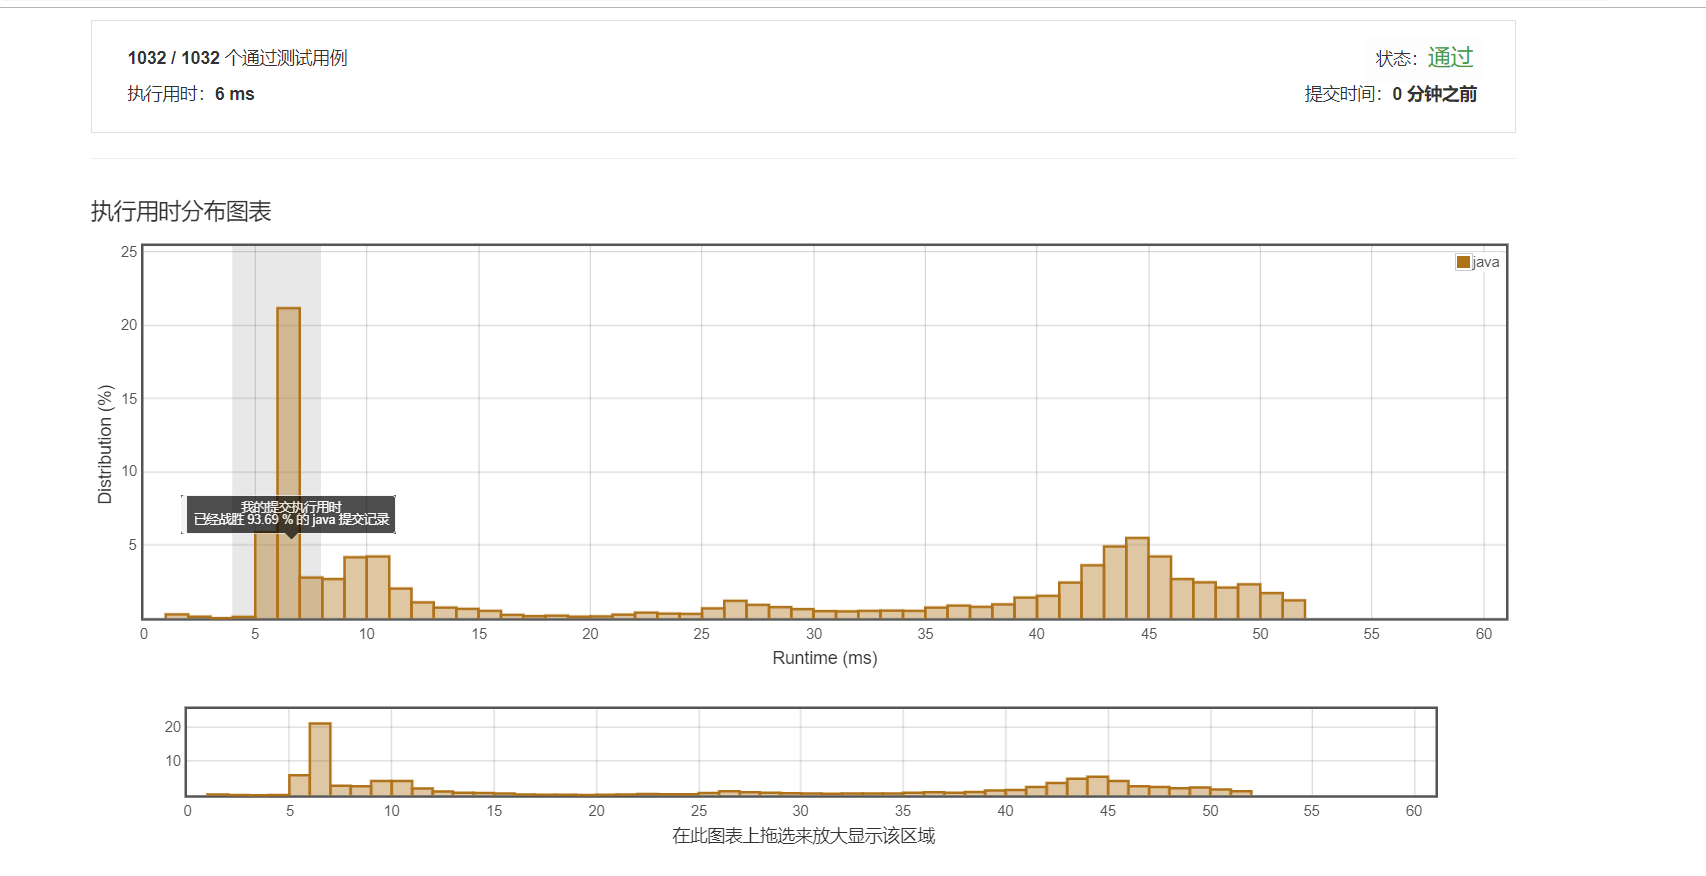 1032 / 1032 个通过测试用例
状态：通过
执行用时：6 ms
提交时间：0 分钟之前
执行用时分布图表
25
java
20
15
10
5
Distribution (%)
我的提交执行用时
已经战胜 93.69 % 的 java 提交记录
0 5 10 15 20 25 30 35 40 45 50 55 60
Runtime (ms)
20
10
0 5 10 15 20 25 30 35 40 45 50 55 60
在此图表上拖选来放大显示该区域